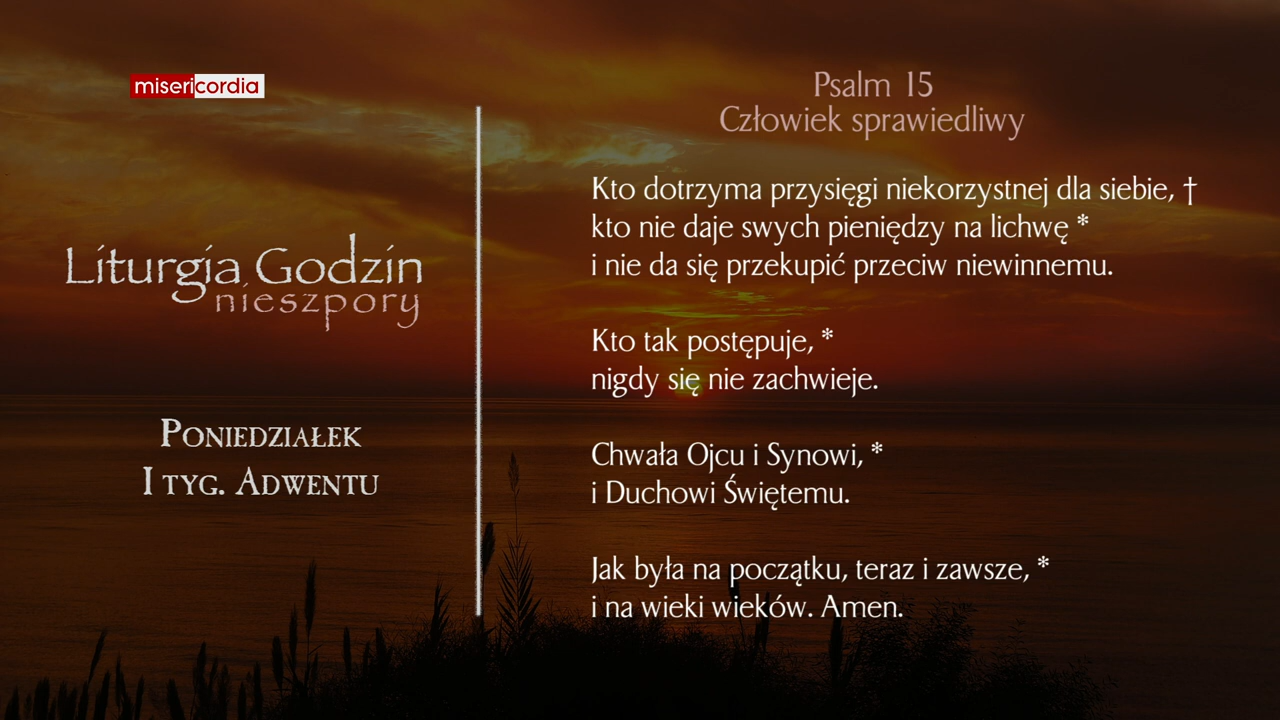 misericordia
Liturgia Godzin
nieszpory
Poniedziałek
I tyg. Adwentu
Psalm 15
Człowiek sprawiedliwy
Kto dotrzyma przysięgi niekorzystnej dla siebie, †
kto nie daje swych pieniędzy na lichwę *
i nie da się przekupić przeciw niewinnemu.
Kto tak postępuje, *
nigdy się nie zachwieje.
Chwała Ojcu i Synowi, *
i Duchowi Świętemu.
Jak była na początku, teraz i zawsze, *
i na wieki wieków. Amen.